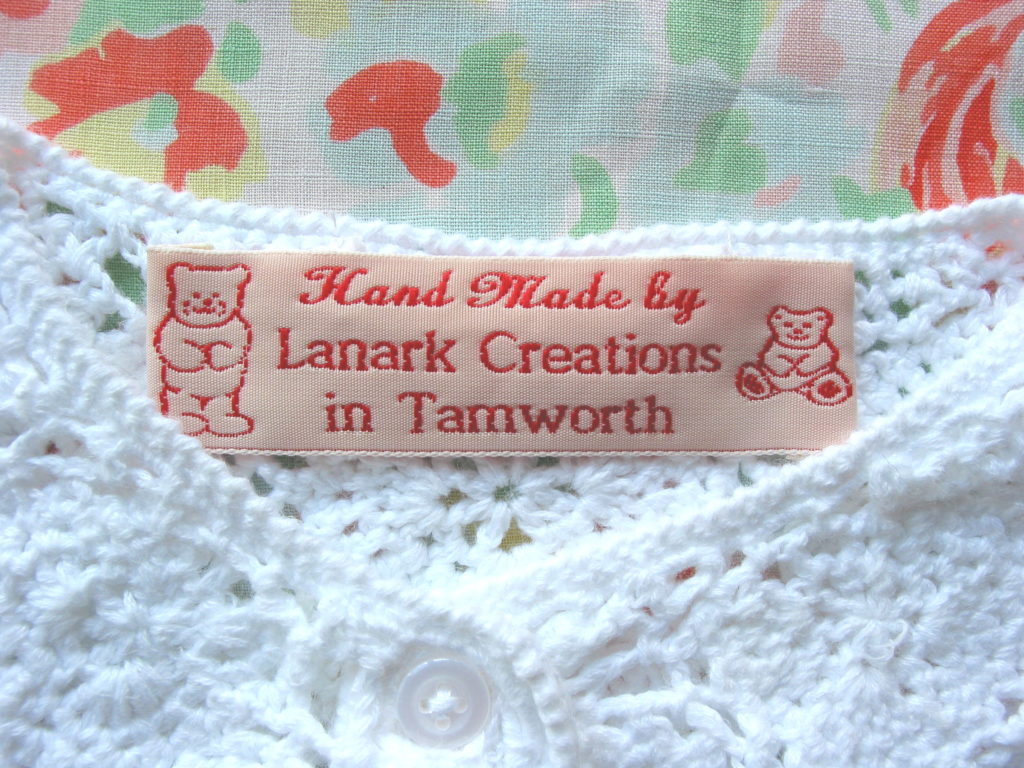 Hand Made by
Lanark Creations
in Tamworth